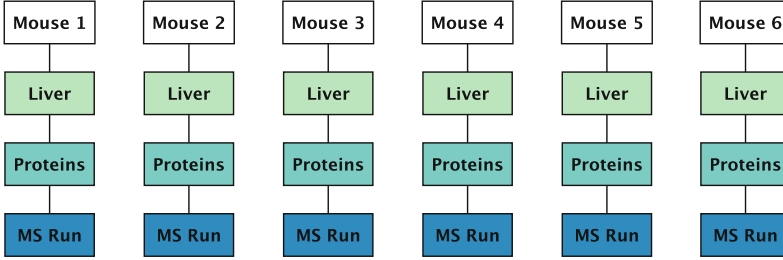 Mouse 1 Mouse 2 Mouse 3 Mouse 4 Mouse 5 Mouse 6
Liver Liver Liver Liver Liver Liver
Proteins Proteins Proteins Proteins Proteins Proteins
MS Run MS Run MS Run MS Run MS Run MS Run